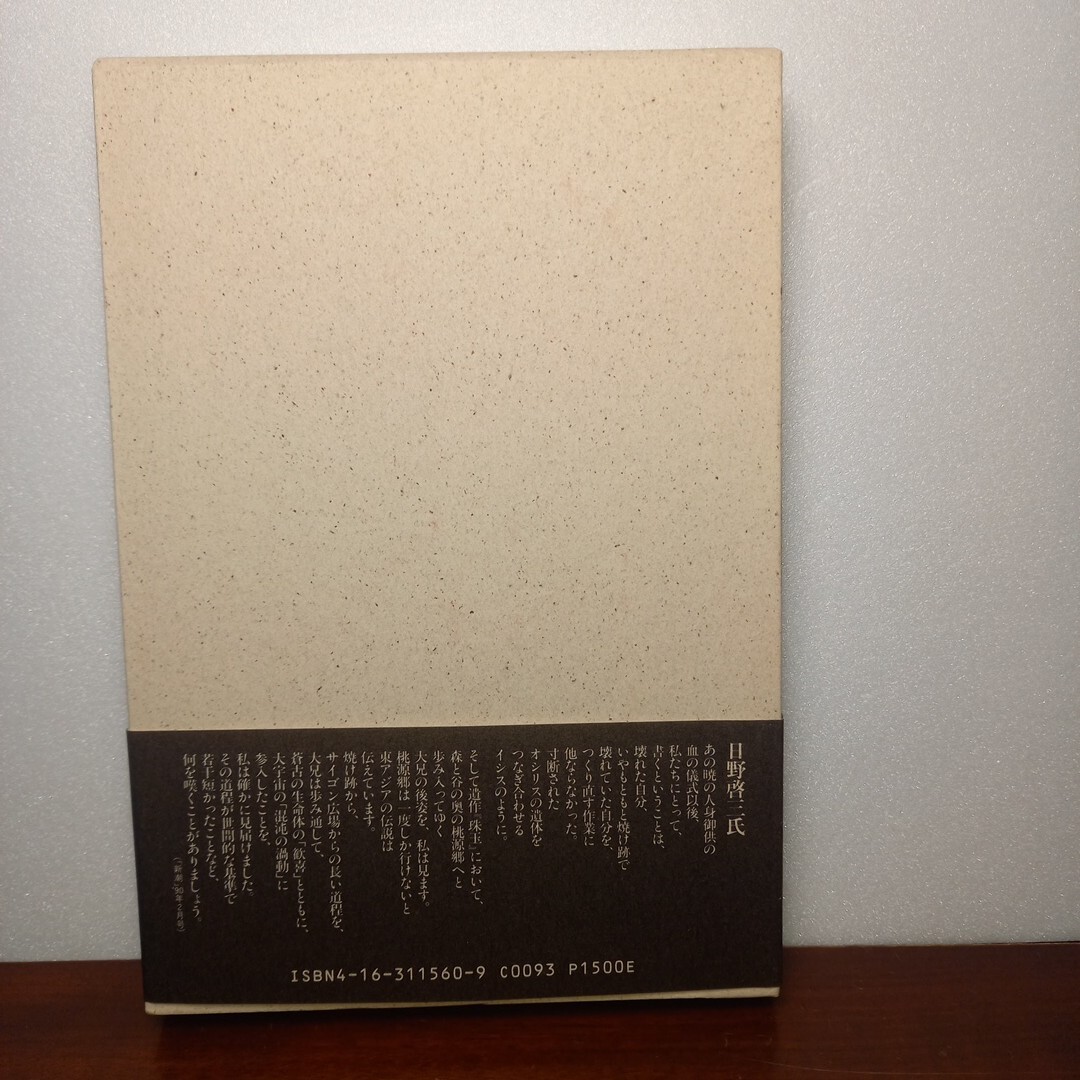 日野啓三氏
あの暁の人身御供の
血の儀式以後、
私たちにとって、
書くということは、
壊れた自分、
いやもともと焼け跡で
壊れていた自分を、
つくり直す作業に
他ならなかった。
寸断された
オシリスの遺体を
つなぎ合わせる
イシスのように。
そして遺作『珠玉』において、
森と谷の奥の桃源郷へと
歩み入ってゆく
大兄の後姿を、私は見ます。
桃源郷は一度しか行けないと
東アジアの伝説は
伝えています。
焼け跡から、
サイゴン広場からの長い道程を、
大兄は歩み通して、
蒼古の生命体の「歓喜」とともに、
大宇宙の「混沌の渦動」に
参入したことを、
私は確かに見届けました。
その道程が世間的な基準で
若干短かったことなど、
何を嘆くことがありましょう。
(「新潮」'90年2月号)
ISBN4-16-311560-9 C0093 P1500E